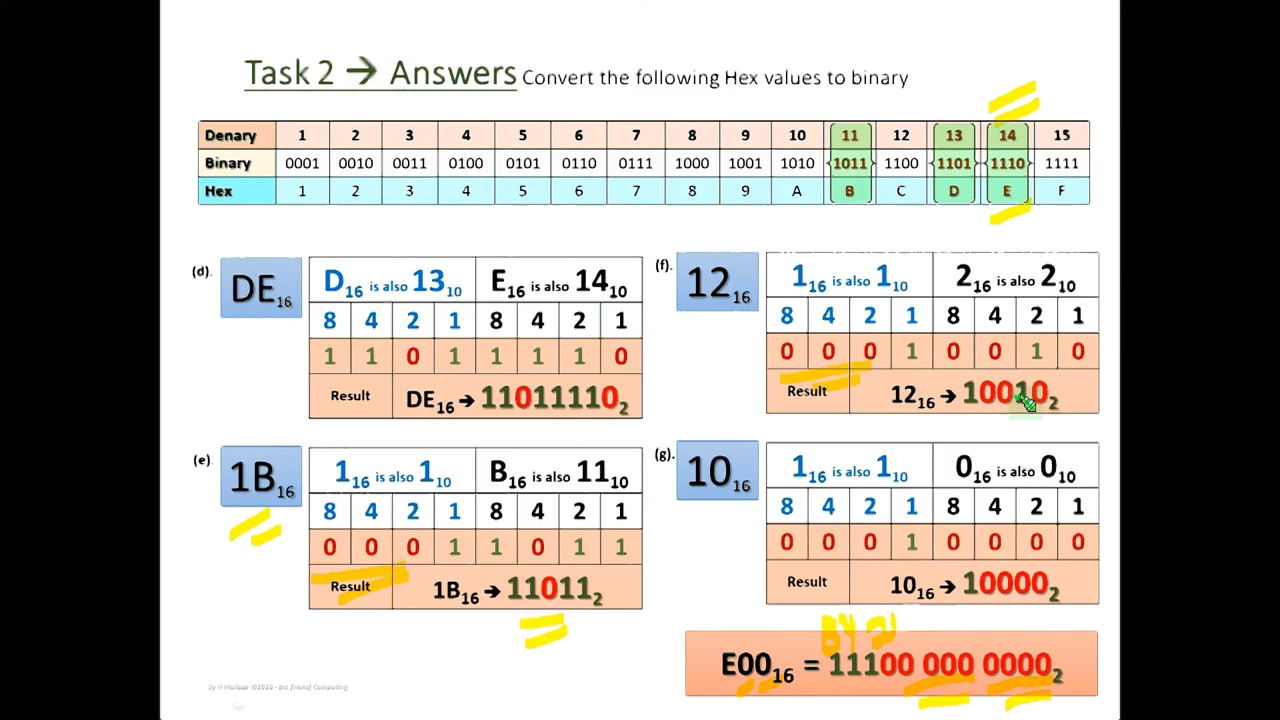 Task 2 → Answers Convert the following Hex values to binary
Denary 1 2 3 4 5 6 7 8 9 10 11 12 13 14 15
Binary 0001 0010 0011 0100 0101 0110 0111 1000 1001 1010 1011 1100 1101 1110 1111
Hex 1 2 3 4 5 6 7 8 9 A B C D E F
(d). DE₁₆
D₁₆ is also 13₁₀ E₁₆ is also 14₁₀
8 4 2 1 8 4 2 1
1 1 0 1 1 1 1 0
Result DE₁₆ → 11011110₂
(e). 1B₁₆
1₁₆ is also 1₁₀ B₁₆ is also 11₁₀
8 4 2 1 8 4 2 1
0 0 0 1 1 0 1 1
Result 1B₁₆ → 11011₂
(f). 12₁₆
1₁₆ is also 1₁₀ 2₁₆ is also 2₁₀
8 4 2 1 8 4 2 1
0 0 0 1 0 0 1 0
Result 12₁₆ → 10010₂
(g). 10₁₆
1₁₆ is also 1₁₀ 0₁₆ is also 0₁₀
8 4 2 1 8 4 2 1
0 0 0 1 0 0 0 0
Result 10₁₆ → 10000₂
8421
E00₁₆ = 11100 000 0000₂
Computing